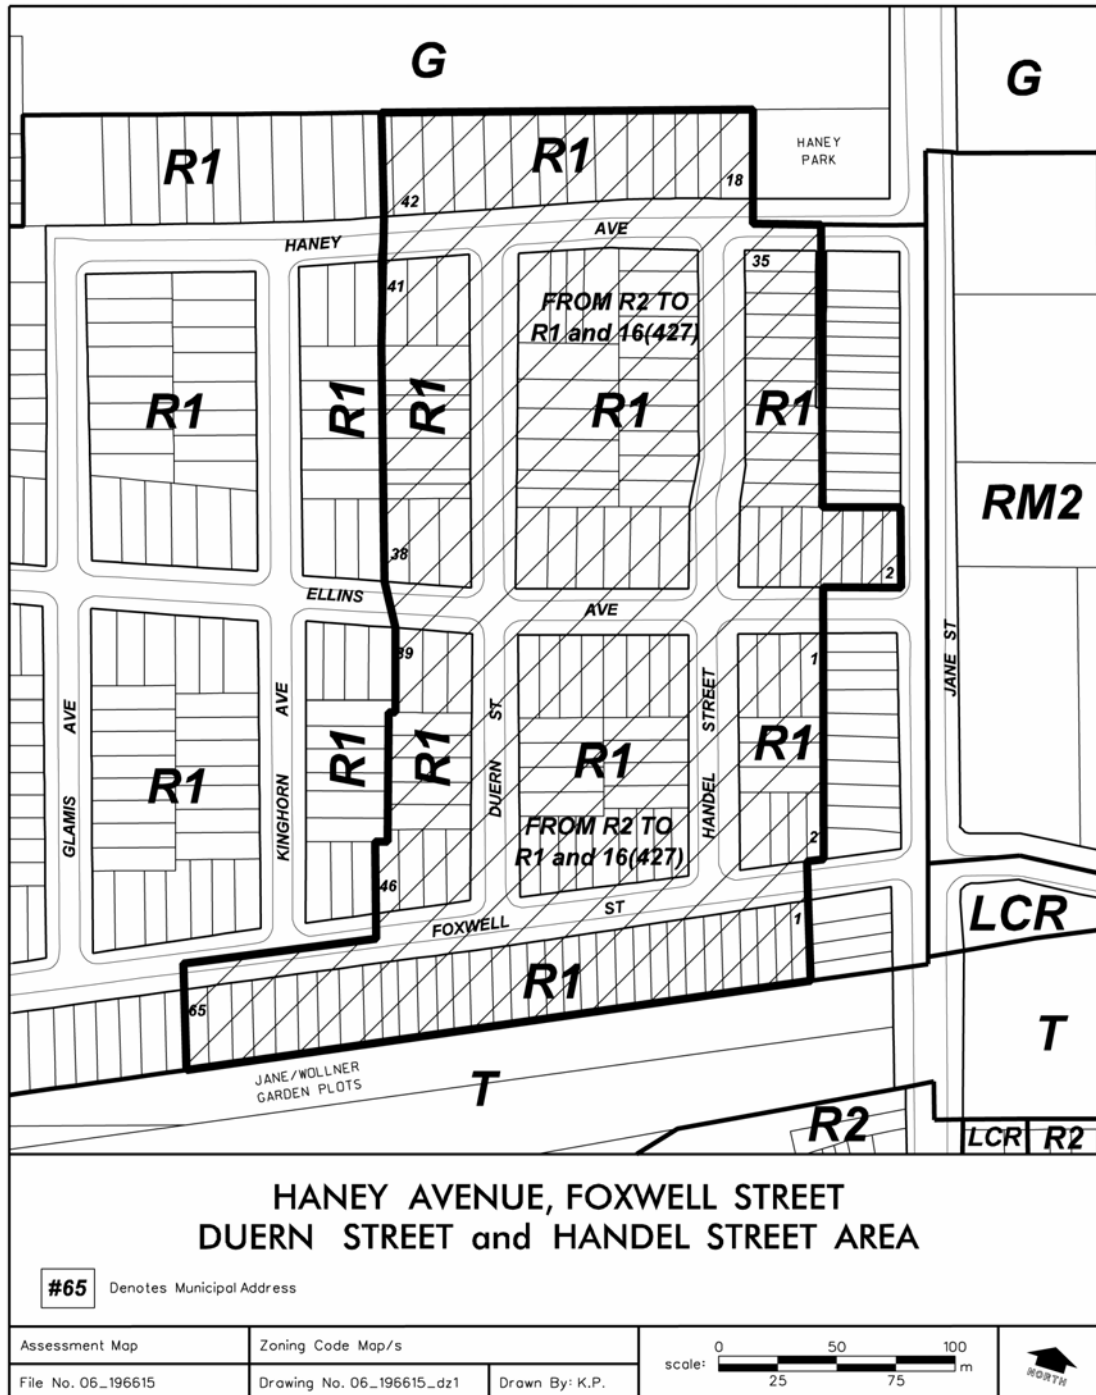 G
G
R1
R1
HANEY
PARK
42
18
HANEY
AVE
35
41
FROM R2 TO
R1 and 16(427)
R1
R1
R1
R1
R1
RM2
38
2
ELLINS
AVE
39
1
JANE ST
GLAMIS AVE
KINGHORN AVE
DUERN ST
HANDEL STREET
R1
R1
R1
R1
R1
FROM R2 TO
R1 and 16(427)
2
46
FOXWELL
ST
1
LCR
R1
65
JANE/WOLLNER
GARDEN PLOTS
T
T
R2
LCR
R2
HANEY AVENUE, FOXWELL STREET
DUERN STREET and HANDEL STREET AREA
#65 Denotes Municipal Address
Assessment Map
Zoning Code Map/s
File No. 06_196615
Drawing No. 06_196615_dz1
Drawn By: K.P.
scale:
0 50 100
m
25 75
NORTH